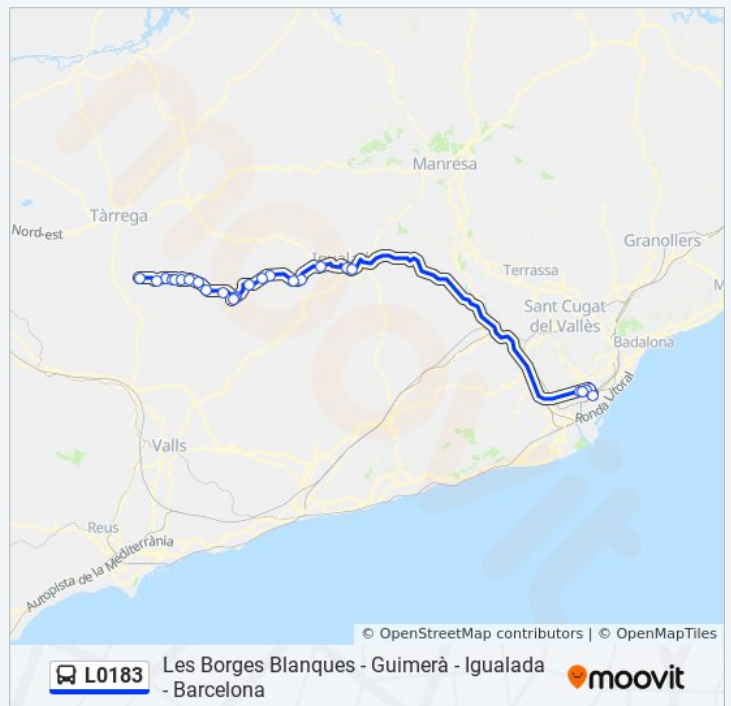 Manresa
Tàrrega
Nord-est
Granollers
Igualad
Terrassa
Sant Cugat
del Vallès
Badalona
Ronda Litoral
Valls
Reus
Autopista de la Mediterrània
© OpenStreetMap contributors | © OpenMapTiles
L0183
Les Borges Blanques - Guimerà - Igualada
- Barcelona
moovit